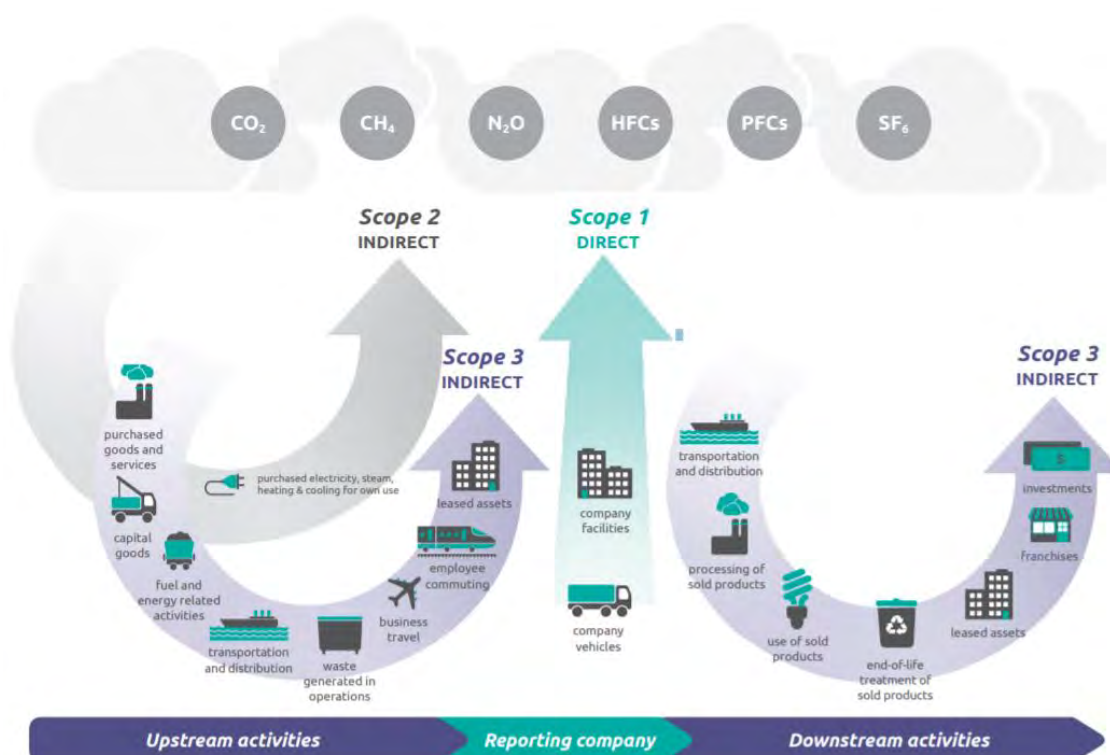 CO₂
CH₄
N₂O
HFCs
PFCs
SF₆
Scope 2
INDIRECT
Scope 1
DIRECT
Scope 3
INDIRECT
Scope 3
INDIRECT
purchased
goods and
services
capital
goods
fuel and
energy related
activities
purchased electricity, steam,
heating & cooling for own use
transportation
and distribution
waste
generated in
operations
business
travel
employee
commuting
leased assets
company
facilities
company
vehicles
transportation
and distribution
processing of
sold products
use of sold
products
end-of-life
treatment of
sold products
leased assets
franchises
$
investments
Upstream activities
Reporting company
Downstream activities